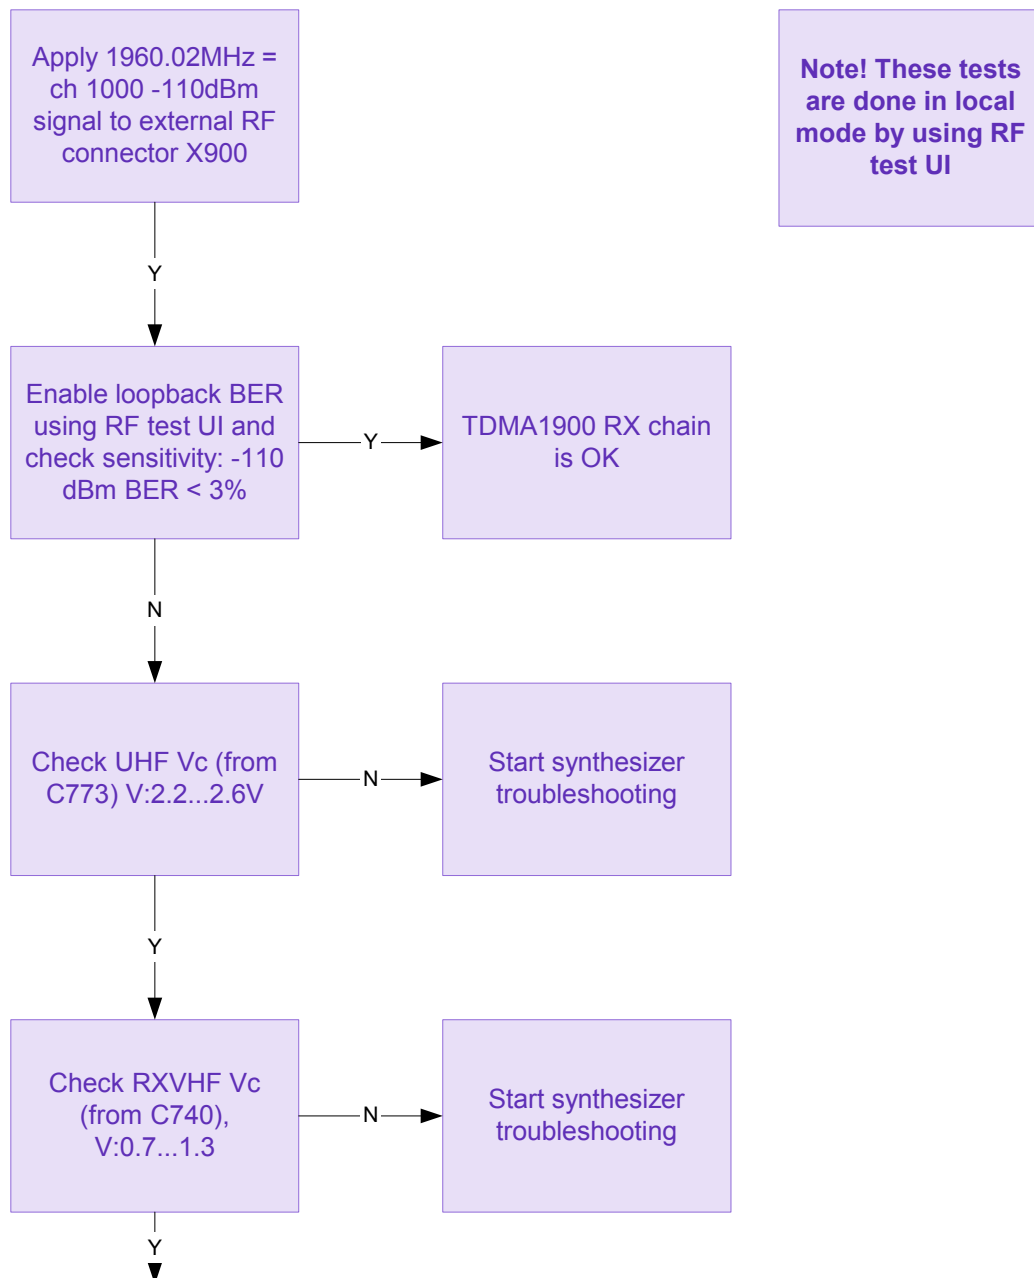 Apply 1960.02MHz =
ch 1000 -110dBm
signal to external RF
connector X900
Note! These tests
are done in local
mode by using RF
test UI
Y
Enable loopback BER
using RF test UI and
check sensitivity: -110
dBm BER < 3%
Y
TDMA1900 RX chain
is OK
N
Check UHF Vc (from
C773) V:2.2...2.6V
N
Start synthesizer
troubleshooting
Y
Check RXVHF Vc
(from C740),
V:0.7...1.3
N
Start synthesizer
troubleshooting
Y